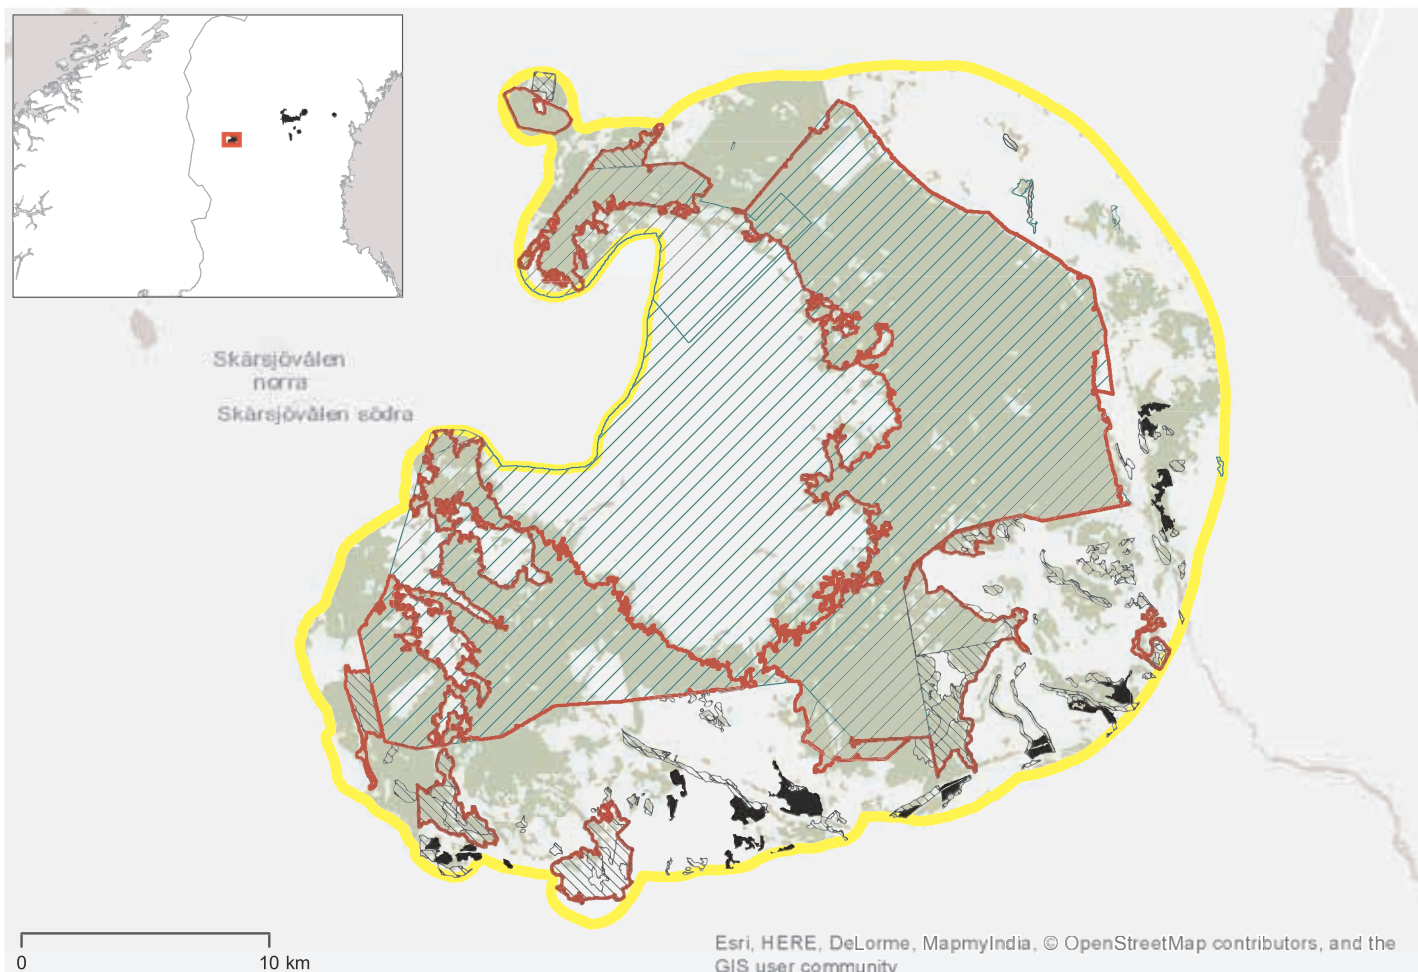 Skärsjövålen
norra
Skärsjövålen södra
0 10 km
Esri, HERE, DeLorme, MapmyIndia, © OpenStreetMap contributors, and the
GIS user community